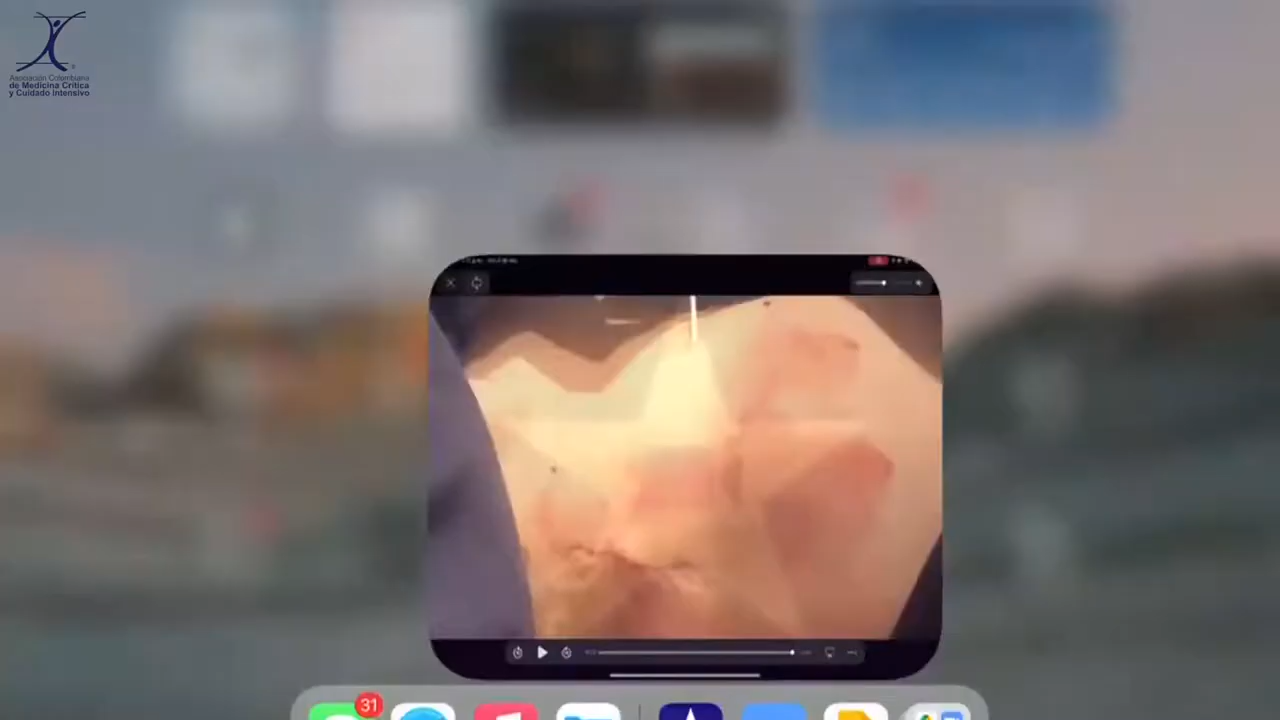 Asociación Colombiana
de Medicina Crítica
y Cuidado Intensivo
31